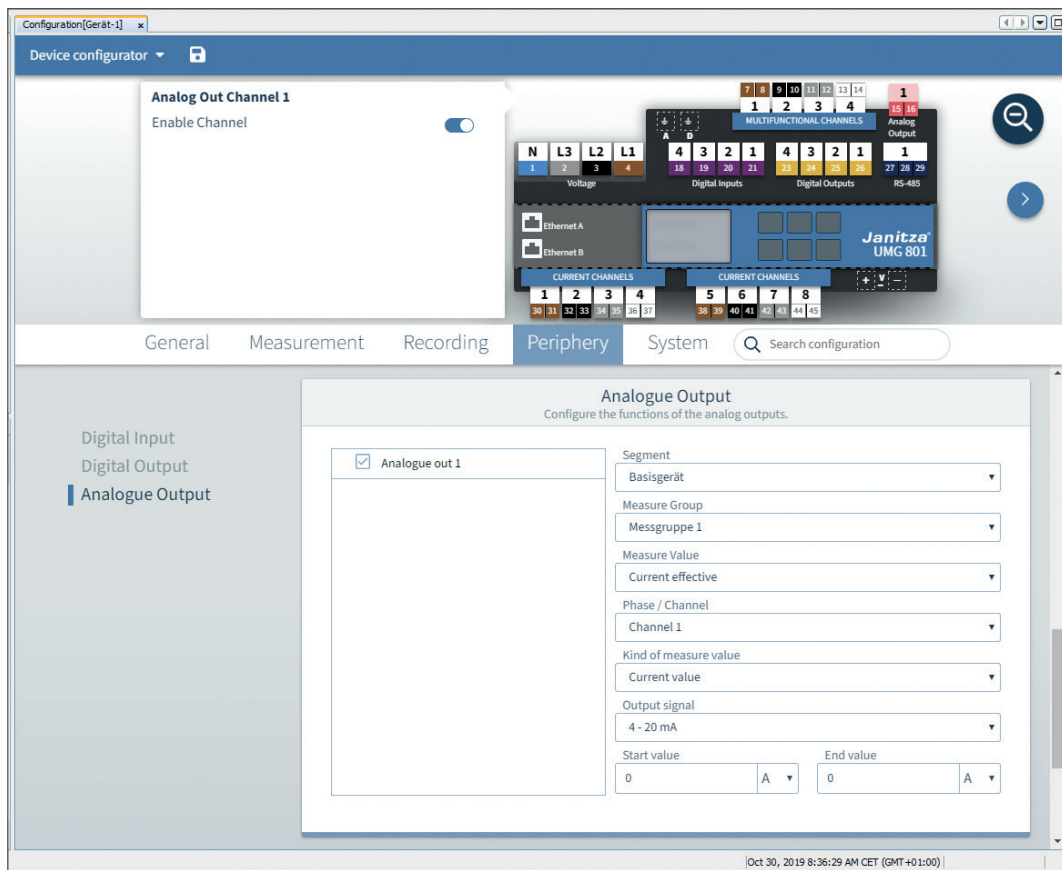 Configuration[Gerät-1] x
Device configurator
Analog Out Channel 1
Enable Channel
7 8 9 10 11 12 13 14
1 2 3 4
MULTIFUNCTIONAL CHANNELS
1
15 16
Analog
Output
A D
N L3 L2 L1
1 2 3 4
Voltage
4 3 2 1
18 19 20 21
Digital Inputs
4 3 2 1
23 24 25 26
Digital Outputs
1
27 28 29
RS-485
Ethernet A
Ethernet B
Janitza®
UMG 801
CURRENT CHANNELS
1 2 3 4
30 31 32 33 34 35 36 37
CURRENT CHANNELS
5 6 7 8
38 39 40 41 42 43 44 45
+ V −
General Measurement Recording Periphery System Search configuration
Digital Input
Digital Output
Analogue Output
Analogue Output
Configure the functions of the analog outputs.
Analogue out 1
Segment
Basisgerät
Measure Group
Messgruppe 1
Measure Value
Current effective
Phase / Channel
Channel 1
Kind of measure value
Current value
Output signal
4 - 20 mA
Start value End value
0 A 0 A
Oct 30, 2019 8:36:29 AM CET (GMT+01:00)